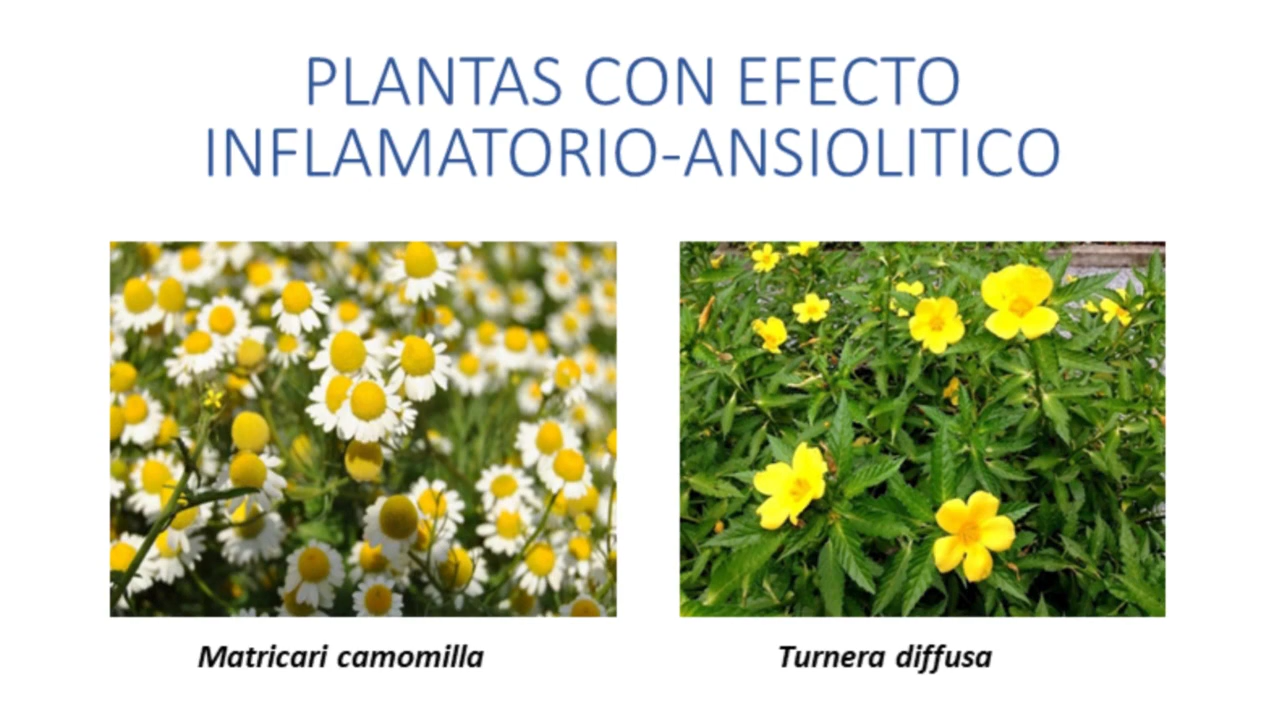 PLANTAS CON EFECTO
INFLAMATORIO-ANSIOLITICO
Matricari camomilla
Turnera diffusa